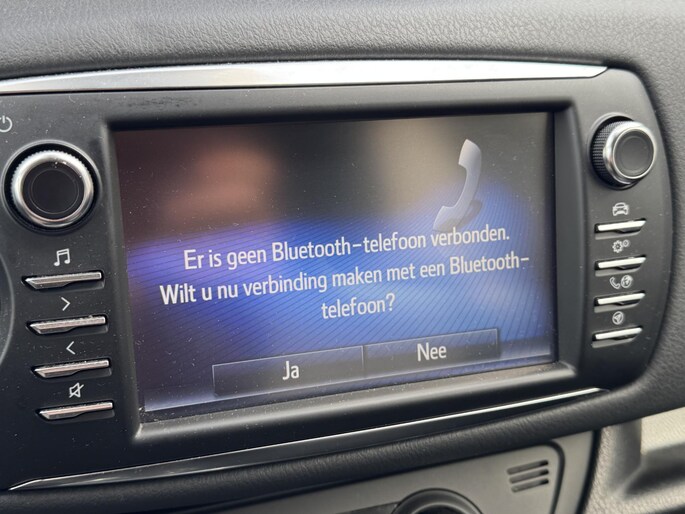 Er is geen Bluetooth-telefoon verbonden.
Wilt u nu verbinding maken met een Bluetooth-
telefoon?
Ja
Nee